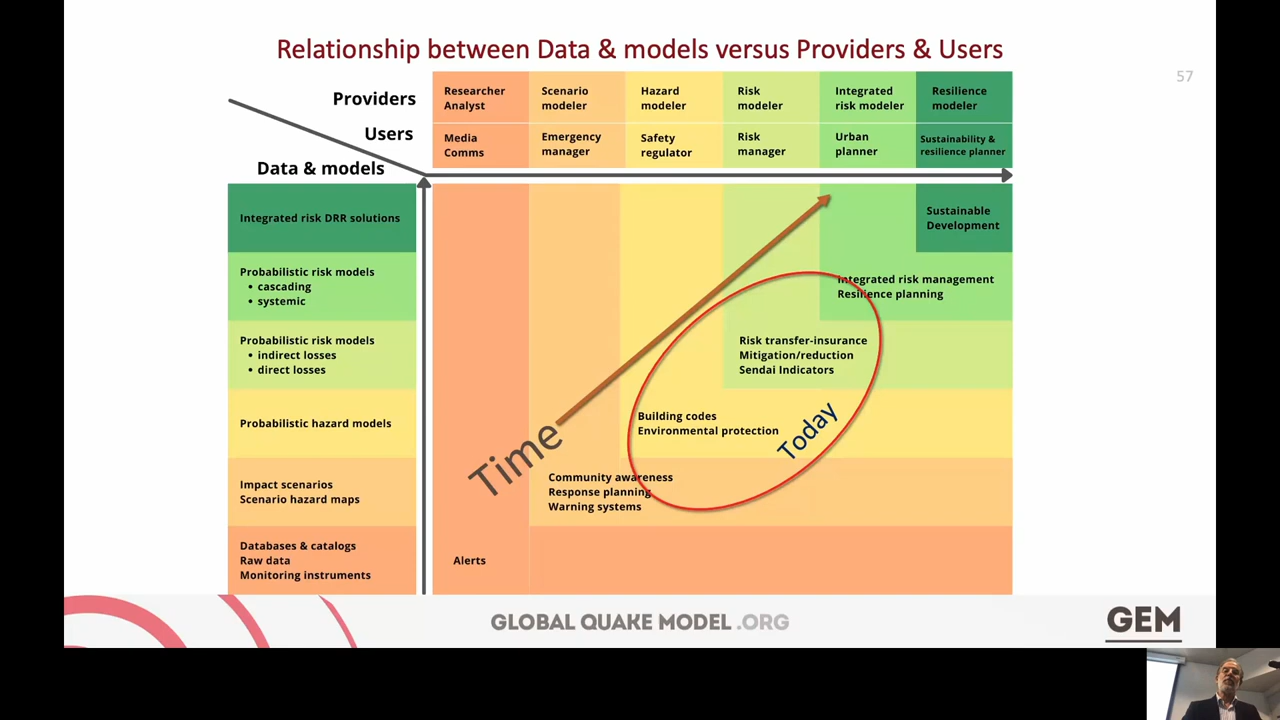 Relationship between Data & models versus Providers & Users
57
Providers
Researcher
Analyst
Scenario
modeler
Hazard
modeler
Risk
modeler
Integrated
risk modeler
Resilience
modeler
Users
Media
Comms
Emergency
manager
Safety
regulator
Risk
manager
Urban
planner
Sustainability &
resilience planner
Data & models
Integrated risk DRR solutions
Sustainable
Development
Probabilistic risk models
• cascading
• systemic
Integrated risk management
Resilience planning
Probabilistic risk models
• indirect losses
• direct losses
Risk transfer-insurance
Mitigation/reduction
Sendai Indicators
Probabilistic hazard models
Building codes
Environmental protection
Today
Time
Impact scenarios
Scenario hazard maps
Community awareness
Response planning
Warning systems
Databases & catalogs
Raw data
Monitoring instruments
Alerts
GLOBAL QUAKE MODEL .ORG
GEM